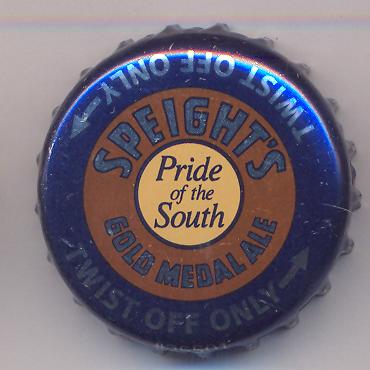 TWIST OFF ONLY
SPEIGHT'S
Pride
of the
South
GOLD MEDAL ALE
TWIST OFF ONLY